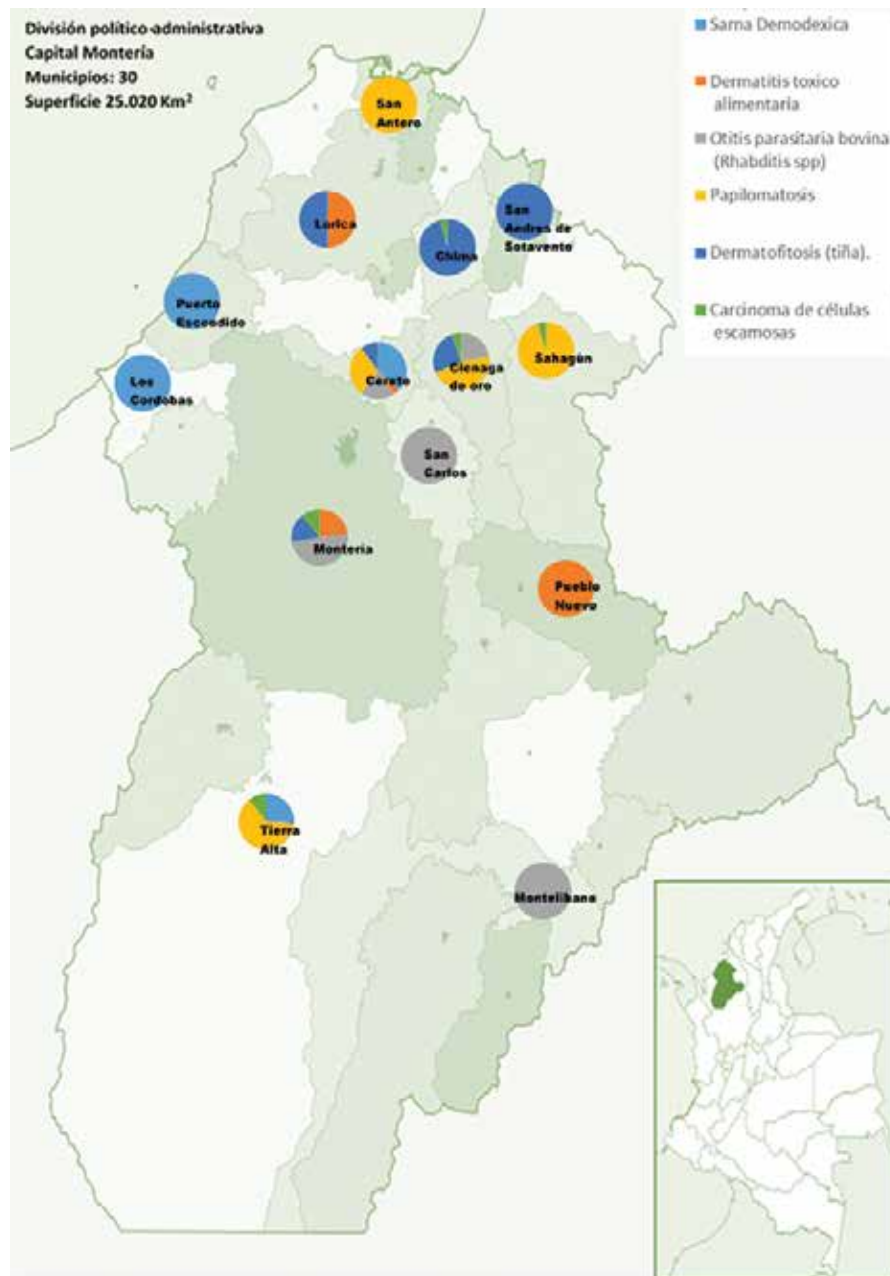 División político-administrativa
Capital Montería
Municipios: 30
Superficie 25.020 Km²
Sarna Demodexica
Dermatitis toxico
alimentaria
Otitis parasitaria bovina
(Rhabditis spp)
Papilomatosis
Dermatofitosis (tiña).
Carcinoma de células
escamosas
San
Antero
Lorica
Chima
San
Andres de
Sotavento
Puerto
Escondido
Los
Cordobas
Cerete
Cienaga
de oro
Sahagún
San
Carlos
Montería
Pueblo
Nuevo
Tierra
Alta
Montelibano